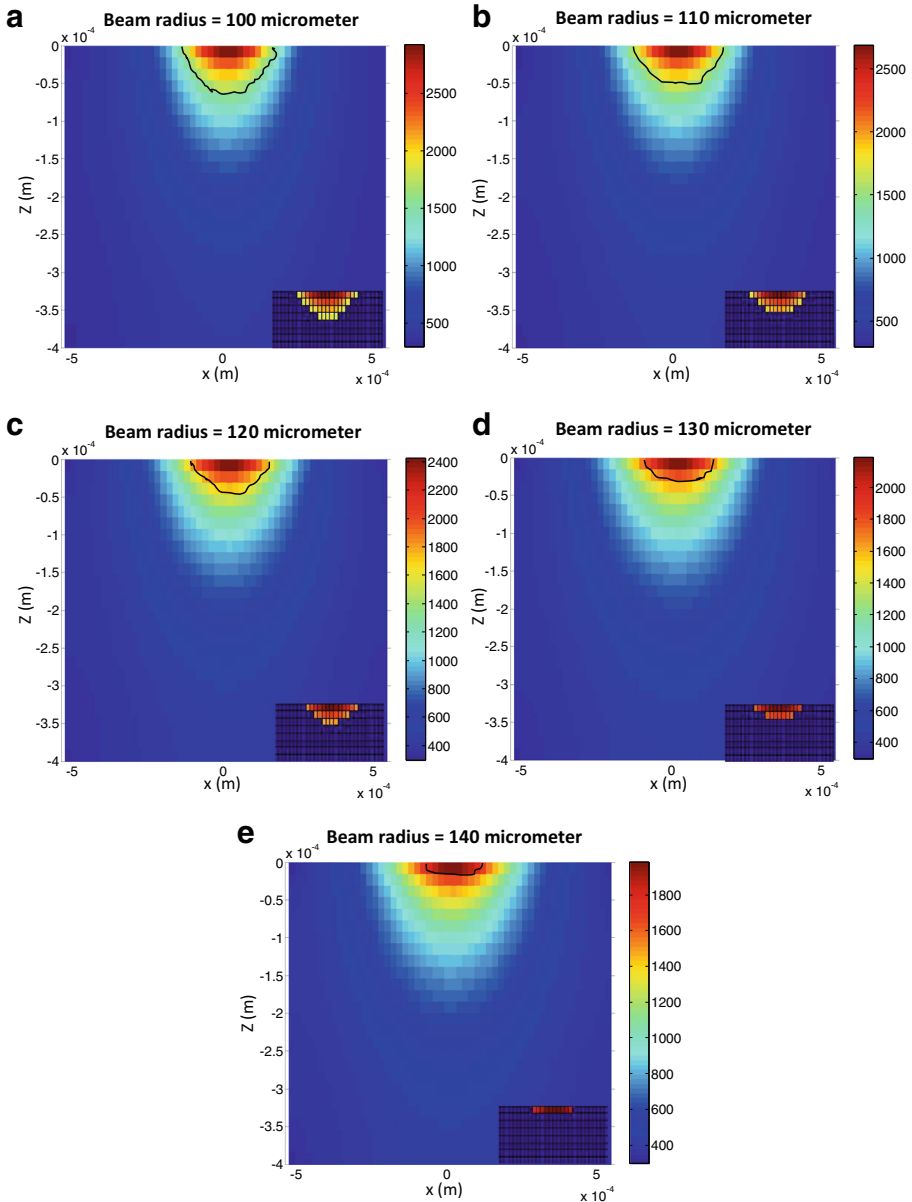 a
Beam radius = 100 micrometer
x 10⁻⁴
0
-0.5
-1
-1.5
-2
-2.5
-3
-3.5
-4
Z (m)
-5 0 5
x (m)
x 10⁻⁴
2500
2000
1500
1000
500
b
Beam radius = 110 micrometer
x 10⁻⁴
0
-0.5
-1
-1.5
-2
-2.5
-3
-3.5
-4
Z (m)
-5 0 5
x (m)
x 10⁻⁴
2500
2000
1500
1000
500
c
Beam radius = 120 micrometer
x 10⁻⁴
0
-0.5
-1
-1.5
-2
-2.5
-3
-3.5
-4
Z (m)
-5 0 5
x (m)
x 10⁻⁴
2400
2200
2000
1800
1600
1400
1200
1000
800
600
400
d
Beam radius = 130 micrometer
x 10⁻⁴
0
-0.5
-1
-1.5
-2
-2.5
-3
-3.5
-4
Z (m)
-5 0 5
x (m)
x 10⁻⁴
2000
1800
1600
1400
1200
1000
800
600
400
e
Beam radius = 140 micrometer
x 10⁻⁴
0
-0.5
-1
-1.5
-2
-2.5
-3
-3.5
-4
Z (m)
-5 0 5
x (m)
x 10⁻⁴
1800
1600
1400
1200
1000
800
600
400